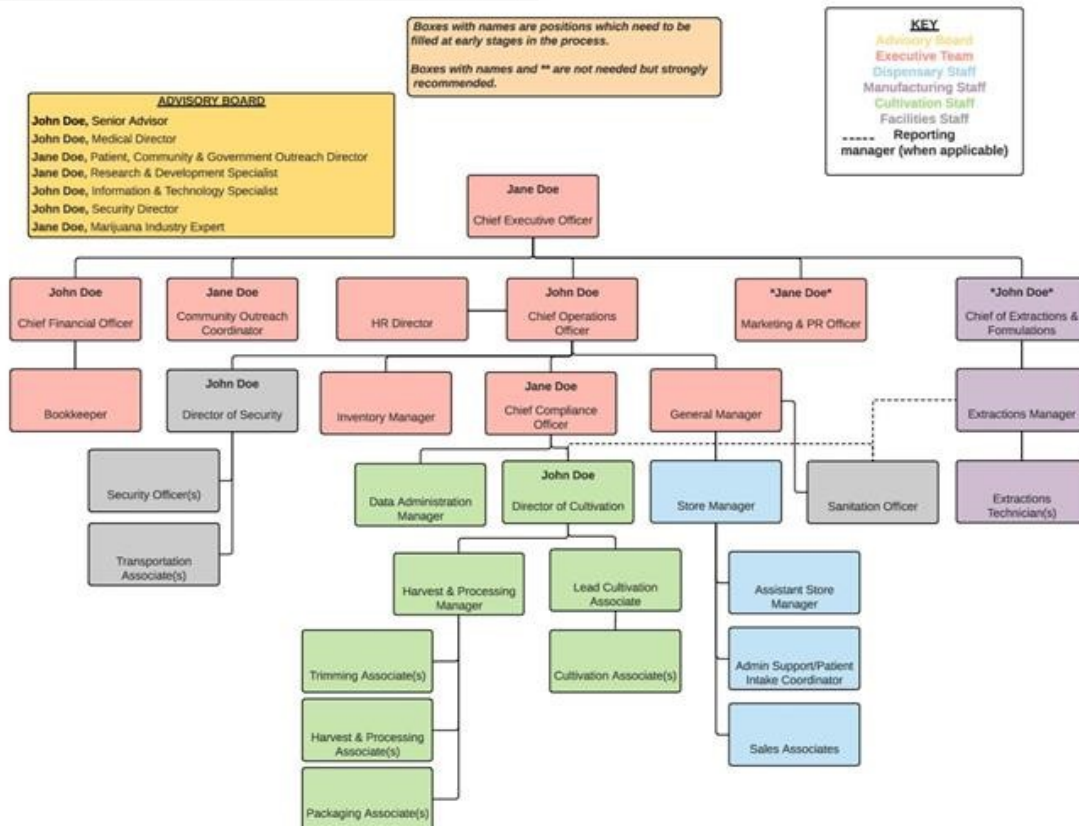 Boxes with names are positions which need to be
filled at early stages in the process.
Boxes with names and ** are not needed but strongly
recommended.
KEY
Advisory Board
Executive Team
Dispensary Staff
Manufacturing Staff
Cultivation Staff
Facilities Staff
Reporting
manager (when applicable)
ADVISORY BOARD
John Doe, Senior Advisor
John Doe, Medical Director
Jane Doe, Patient, Community & Government Outreach Director
Jane Doe, Research & Development Specialist
John Doe, Information & Technology Specialist
John Doe, Security Director
Jane Doe, Marijuana Industry Expert
Jane Doe
Chief Executive Officer
John Doe
Chief Financial Officer
Jane Doe
Community Outreach
Coordinator
HR Director
John Doe
Chief Operations
Officer
*Jane Doe*
Marketing & PR Officer
*John Doe*
Chief of Extractions &
Formulations
Bookkeeper
John Doe
Director of Security
Inventory Manager
Jane Doe
Chief Compliance
Officer
General Manager
Extractions Manager
Security Officer(s)
Data Administration
Manager
John Doe
Director of Cultivation
Store Manager
Sanitation Officer
Extractions
Technician(s)
Transportation
Associate(s)
Harvest & Processing
Manager
Lead Cultivation
Associate
Assistant Store
Manager
Trimming Associate(s)
Cultivation Associate(s)
Admin Support/Patient
Intake Coordinator
Harvest & Processing
Associate(s)
Sales Associates
Packaging Associate(s)